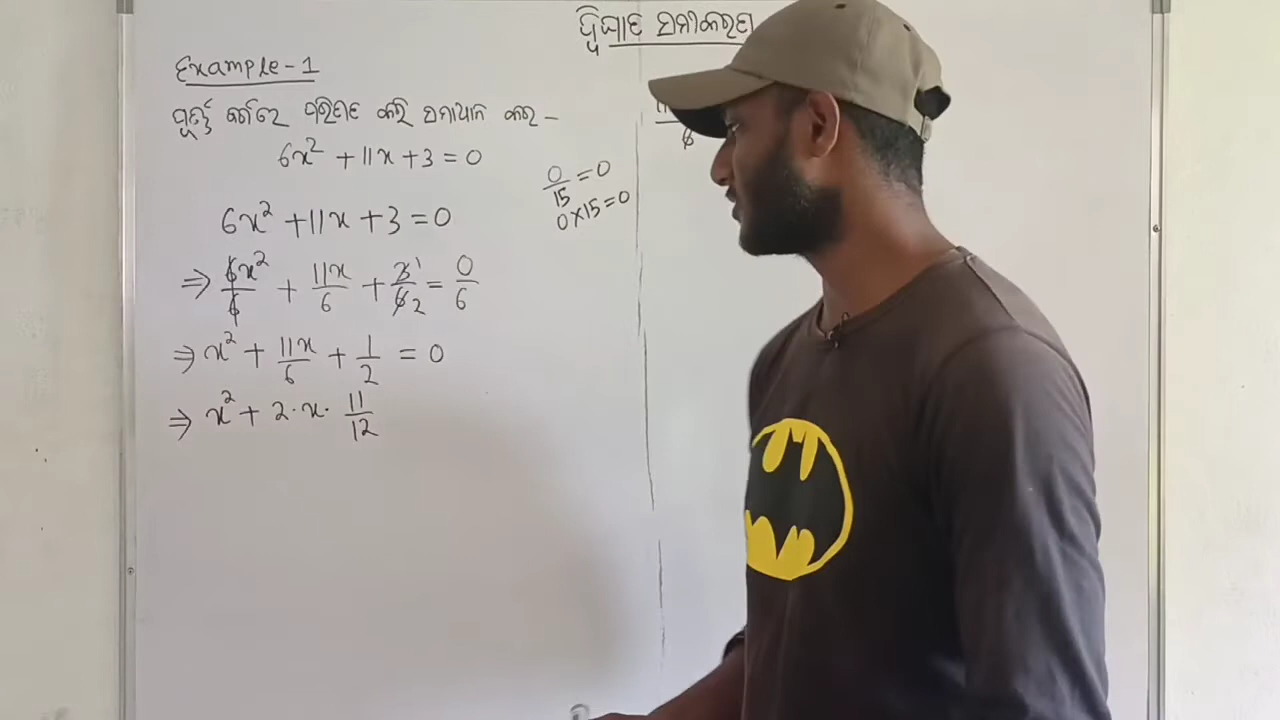 ଦ୍ଵିଘାତ ସମୀକରଣ
Example-1
ପୂର୍ଣ୍ଣ ବର୍ଗରେ ପରିଣତ କରି ସମାଧାନ କର -
6x² + 11x + 3 = 0
6x² + 11x + 3 = 0
⇒ 6x²/6 + 11x/6 + 3¹/6₂ = 0/6
⇒ x² + 11x/6 + 1/2 = 0
⇒ x² + 2·x· 11/12
0/15 = 0
0×15=0